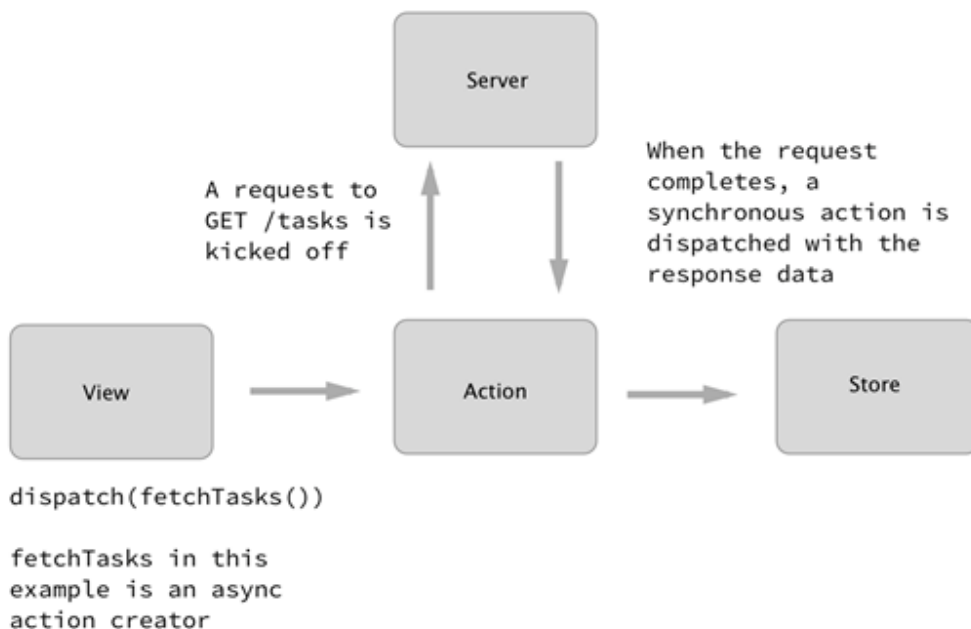 Server
A request to
GET /tasks is
kicked off
When the request
completes, a
synchronous action is
dispatched with the
response data
View
Action
Store
dispatch(fetchTasks())
fetchTasks in this
example is an async
action creator